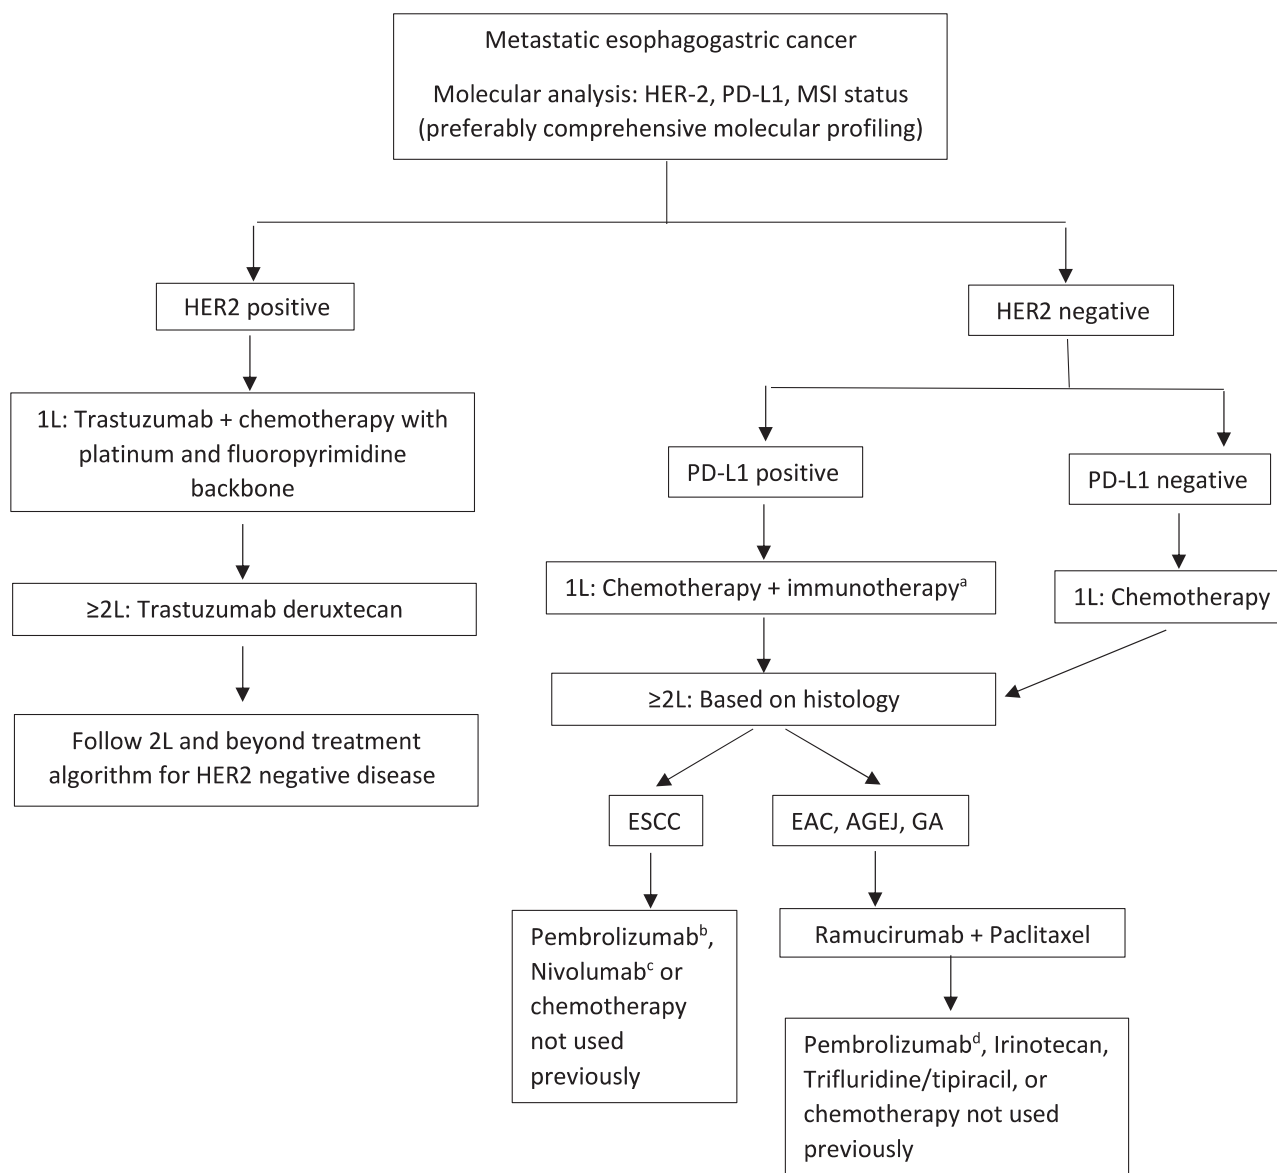 Metastatic esophagogastric cancer
Molecular analysis: HER-2, PD-L1, MSI status
(preferably comprehensive molecular profiling)
HER2 positive
HER2 negative
1L: Trastuzumab + chemotherapy with
platinum and fluoropyrimidine
backbone
PD-L1 positive
PD-L1 negative
≥2L: Trastuzumab deruxtecan
1L: Chemotherapy + immunotherapyᵃ
1L: Chemotherapy
Follow 2L and beyond treatment
algorithm for HER2 negative disease
≥2L: Based on histology
ESCC
EAC, AGEJ, GA
Pembrolizumabᵇ,
Nivolumabᶜ or
chemotherapy
not used
previously
Ramucirumab + Paclitaxel
Pembrolizumabᵈ, Irinotecan,
Trifluridine/tipiracil, or
chemotherapy not used
previously